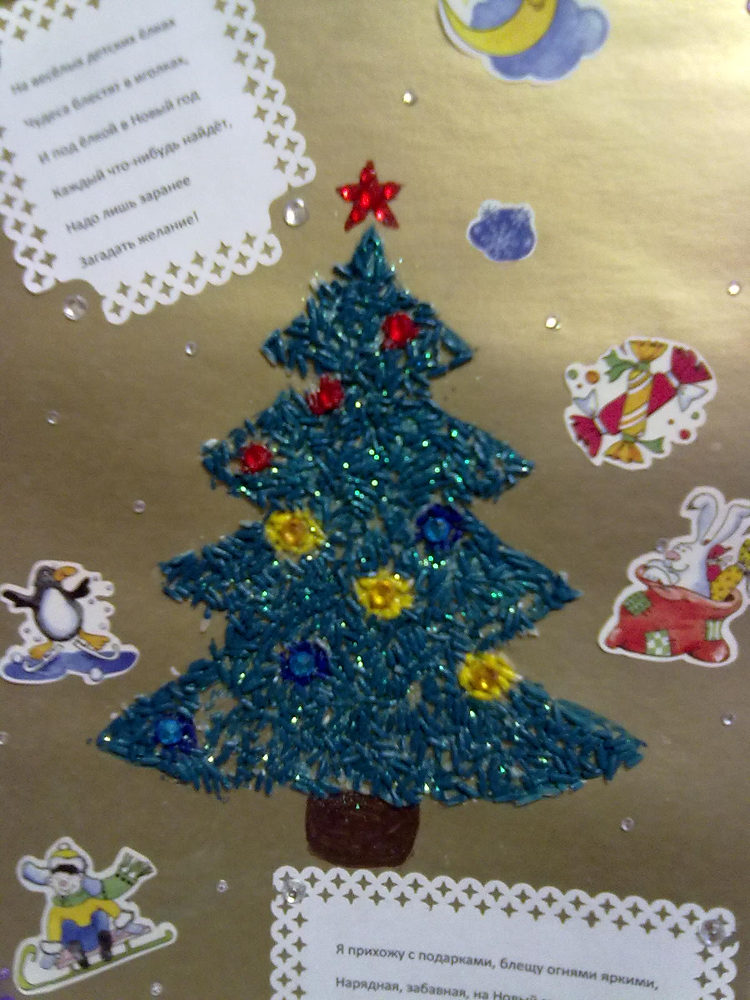 На весёлых детских ёлках
Чудеса блестят в иголках,
И под ёлкой в Новый год
Каждый что-нибудь найдёт,
Надо лишь заранее
Загадать желание!
Я прихожу с подарками, блещу огнями яркими,
Нарядная, забавная, на Новый